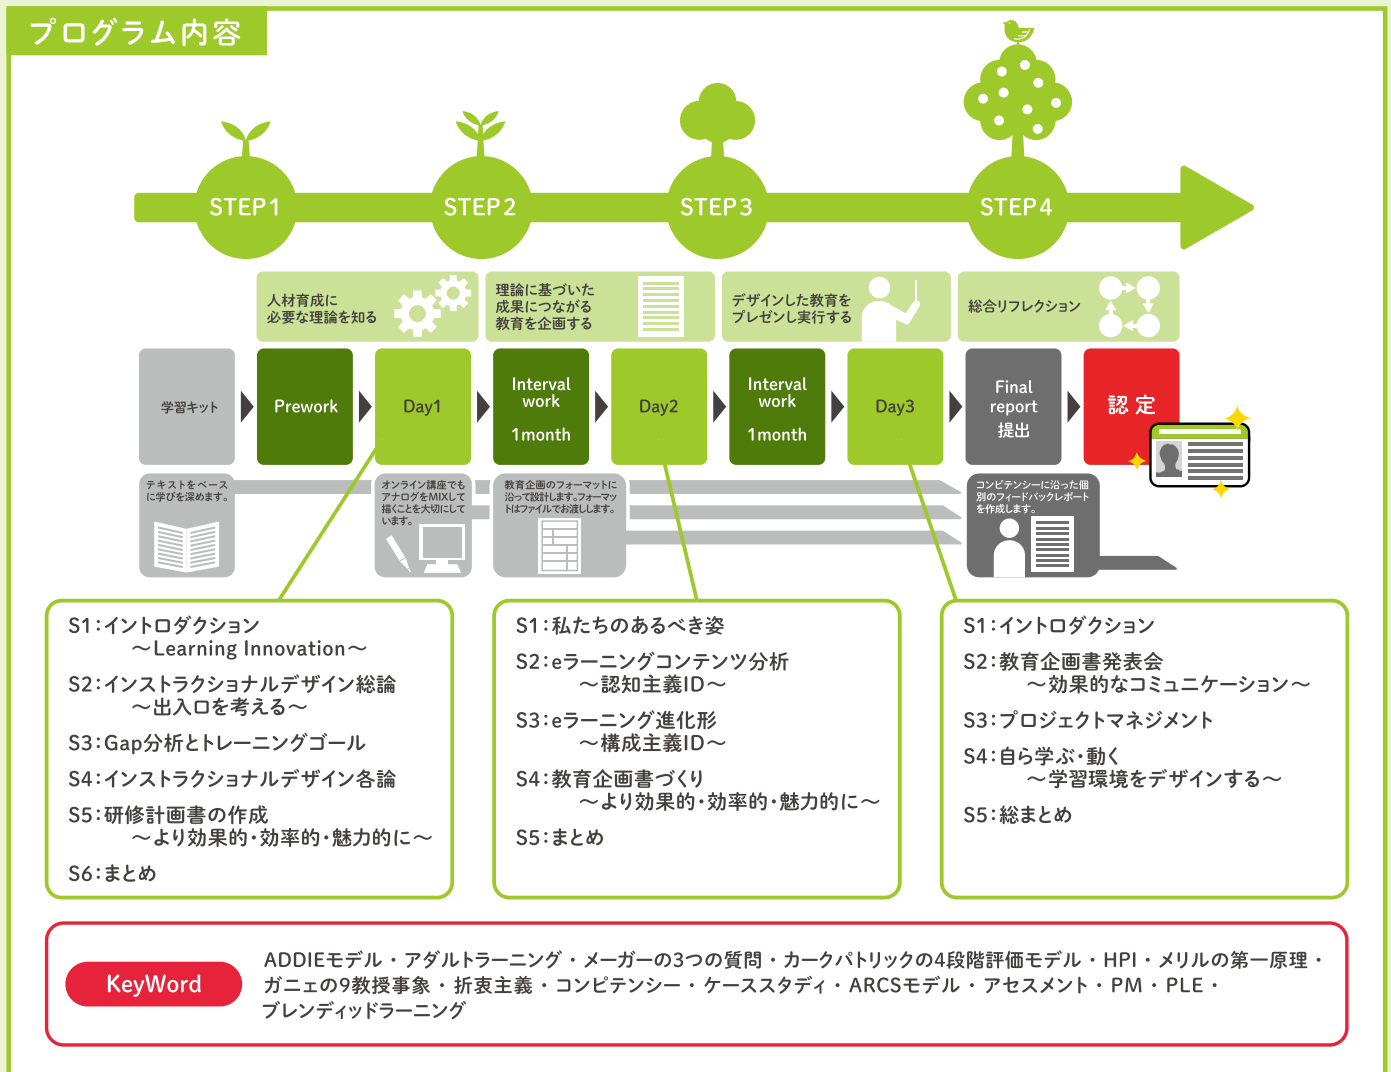 プログラム内容
STEP1
STEP2
STEP3
STEP4
人材育成に
必要な理論を知る
理論に基づいた
成果につながる
教育を企画する
デザインした教育を
プレゼンし実行する
総合リフレクション
学習キット
Prework
Day1
Interval
work
1month
Day2
Interval
work
1month
Day3
Final
report
提出
認定
テキストをベース
に学びを深めます。
オンライン講座でも
アナログをMIXして
描くことを大切にして
います。
教育企画のフォーマットに
沿って設計します。フォーマッ
トはファイルでお渡しします。
コンピテンシーに沿った個
別のフィードバックレポート
を作成します。
S1:イントロダクション
〜Learning Innovation〜
S2:インストラクショナルデザイン総論
〜出入口を考える〜
S3:Gap分析とトレーニングゴール
S4:インストラクショナルデザイン各論
S5:研修計画書の作成
〜より効果的・効率的・魅力的に〜
S6:まとめ
S1:私たちのあるべき姿
S2:eラーニングコンテンツ分析
〜認知主義ID〜
S3:eラーニング進化形
〜構成主義ID〜
S4:教育企画書づくり
〜より効果的・効率的・魅力的に〜
S5:まとめ
S1:イントロダクション
S2:教育企画書発表会
〜効果的なコミュニケーション〜
S3:プロジェクトマネジメント
S4:自ら学ぶ・動く
〜学習環境をデザインする〜
S5:総まとめ
KeyWord
ADDIEモデル・アダルトラーニング・メーガーの3つの質問・カークパトリックの4段階評価モデル・HPI・メリルの第一原理・
ガニェの9教授事象・折衷主義・コンピテンシー・ケーススタディ・ARCSモデル・アセスメント・PM・PLE・
ブレンディッドラーニング